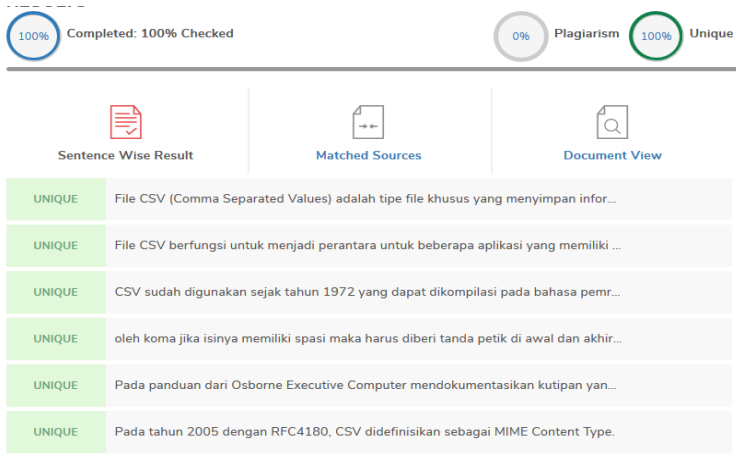 100%
Completed: 100% Checked
0%
Plagiarism
100%
Unique
Sentence Wise Result
Matched Sources
Document View
UNIQUE File CSV (Comma Separated Values) adalah tipe file khusus yang menyimpan infor...
UNIQUE File CSV berfungsi untuk menjadi perantara untuk beberapa aplikasi yang memiliki ...
UNIQUE CSV sudah digunakan sejak tahun 1972 yang dapat dikompilasi pada bahasa pemr...
UNIQUE oleh koma jika isinya memiliki spasi maka harus diberi tanda petik di awal dan akhir...
UNIQUE Pada panduan dari Osborne Executive Computer mendokumentasikan kutipan yan...
UNIQUE Pada tahun 2005 dengan RFC4180, CSV didefinisikan sebagai MIME Content Type.